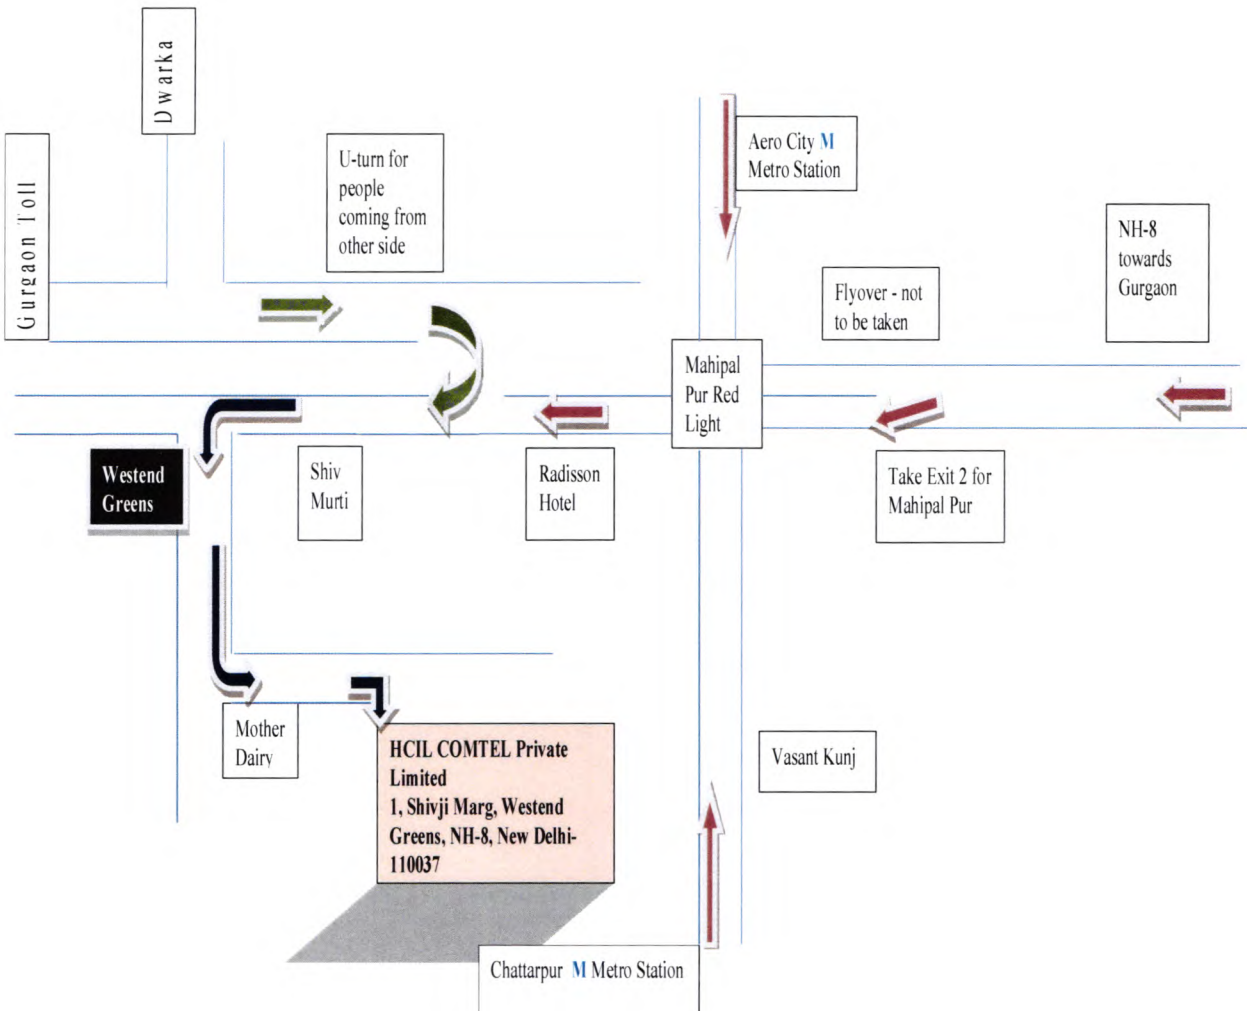 Dwarka
Gurgaon Toll
U-turn for
people
coming from
other side
Aero City M
Metro Station
NH-8
towards
Gurgaon
Flyover - not
to be taken
Mahipal
Pur Red
Light
Westend
Greens
Shiv
Murti
Radisson
Hotel
Take Exit 2 for
Mahipal Pur
Mother
Dairy
HCIL COMTEL Private
Limited
1, Shivji Marg, Westend
Greens, NH-8, New Delhi-
110037
Vasant Kunj
Chattarpur M Metro Station